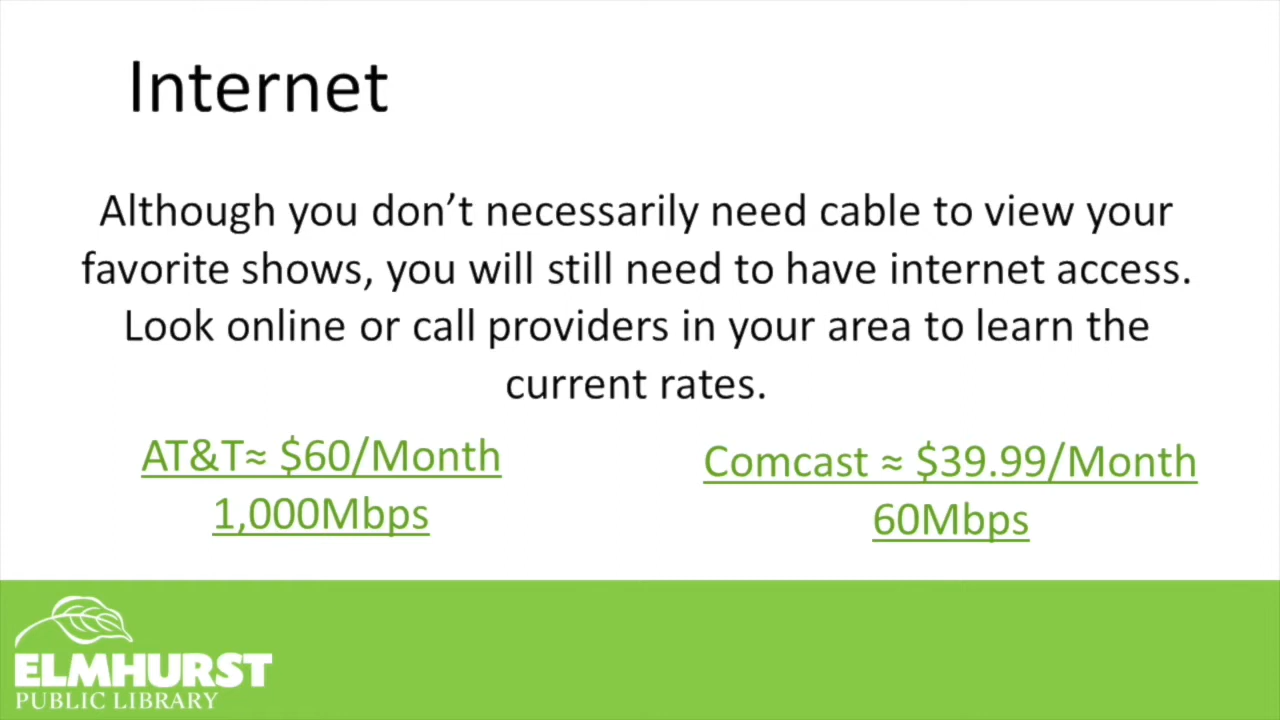 Internet
Although you don’t necessarily need cable to view your
favorite shows, you will still need to have internet access.
Look online or call providers in your area to learn the
current rates.
AT&T≈ $60/Month
1,000Mbps
Comcast ≈ $39.99/Month
60Mbps
ELMHURST
PUBLIC LIBRARY